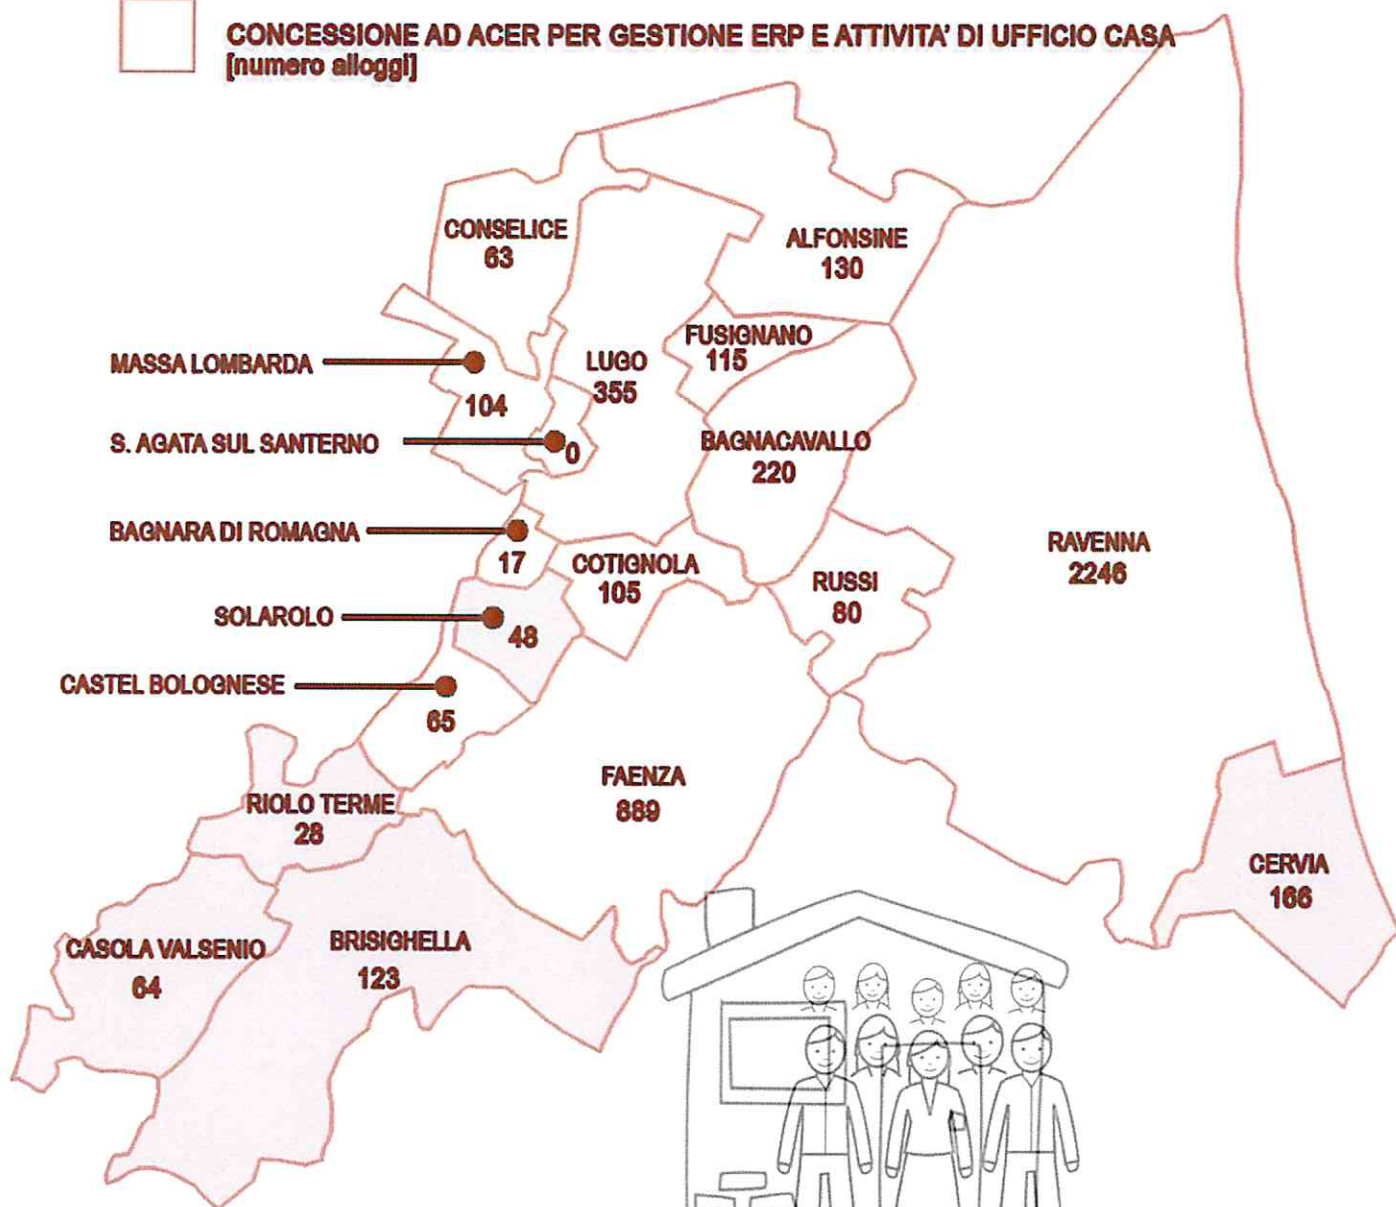 CONCESSIONE AD ACER PER GESTIONE ERP E ATTIVITA' DI UFFICIO CASA
[numero alloggi]
CONSELICE
63
ALFONSINE
130
FUSIGNANO
115
LUGO
355
MASSA LOMBARDA
104
S. AGATA SUL SANTERNO
0
BAGNACAVALLO
220
BAGNARA DI ROMAGNA
17
COTIGNOLA
105
RAVENNA
2246
RUSSI
80
SOLAROLO
48
CASTEL BOLOGNESE
65
FAENZA
889
RIOLO TERME
28
CERVIA
166
CASOLA VALSENIO
64
BRISIGHELLA
123